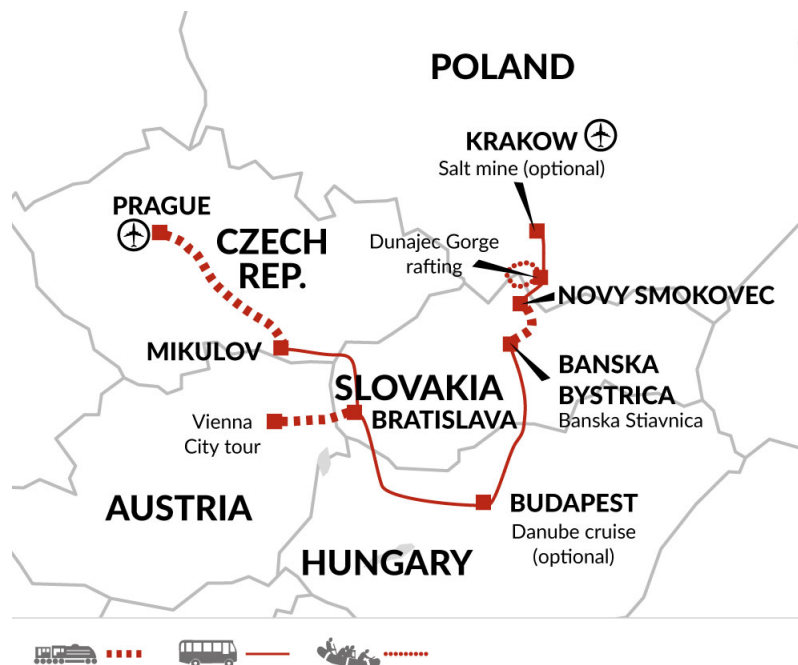 POLAND
KRAKOW
Salt mine (optional)
PRAGUE
CZECH
REP.
Dunajec Gorge
rafting
NOVY SMOKOVEC
MIKULOV
BANSKA
BYSTRICA
Banska Stiavnica
SLOVAKIA
BRATISLAVA
Vienna
City tour
AUSTRIA
BUDAPEST
Danube cruise
(optional)
HUNGARY